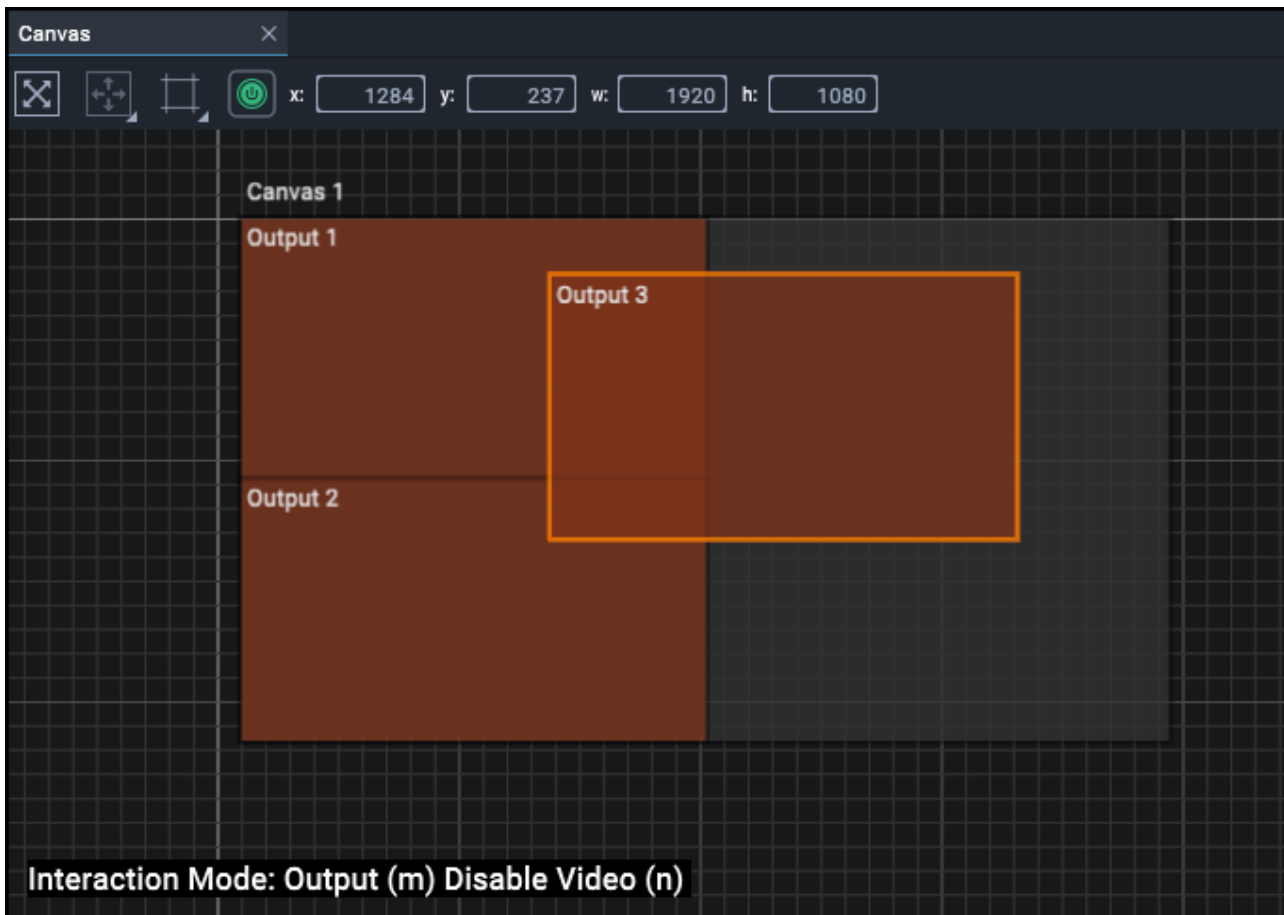 Canvas
x: 1284 y: 237 w: 1920 h: 1080
Canvas 1
Output 1
Output 3
Output 2
Interaction Mode: Output (m) Disable Video (n)